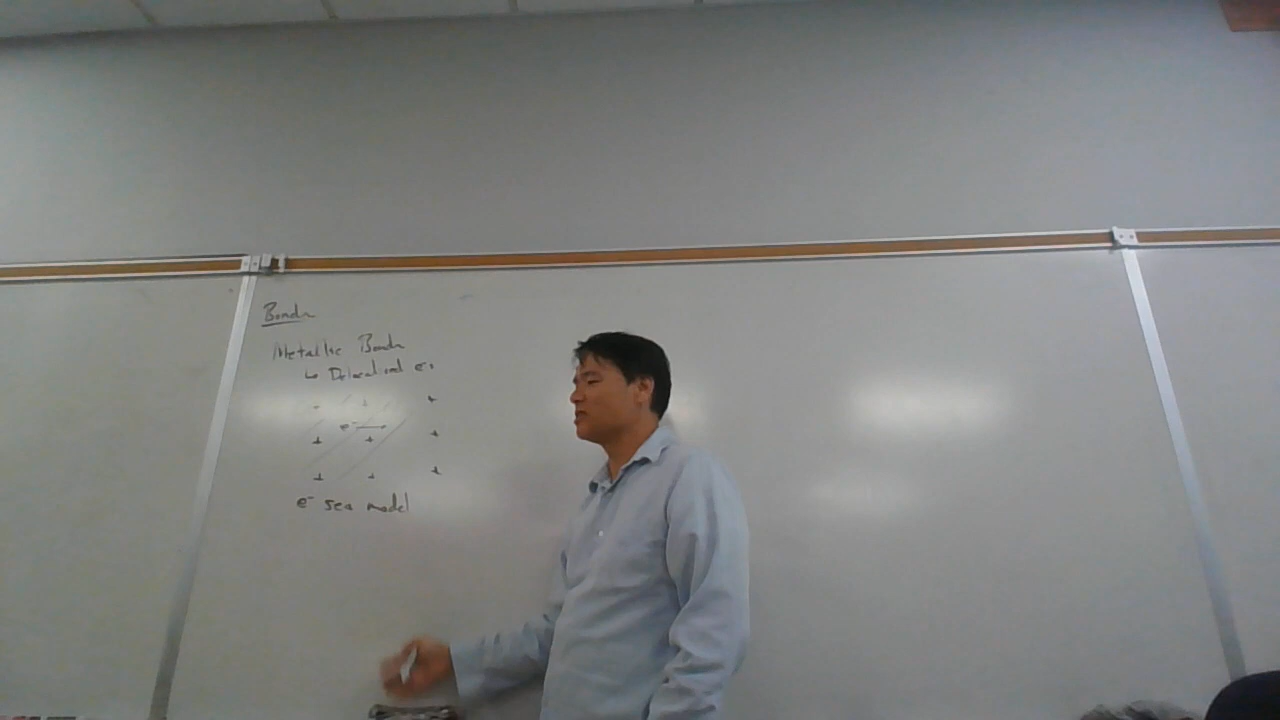 Bonds
Metallic Bonds
↳ Delocalized e⁻s
+ + +
e⁻ →
+ + +
+ + +
e⁻ sea model